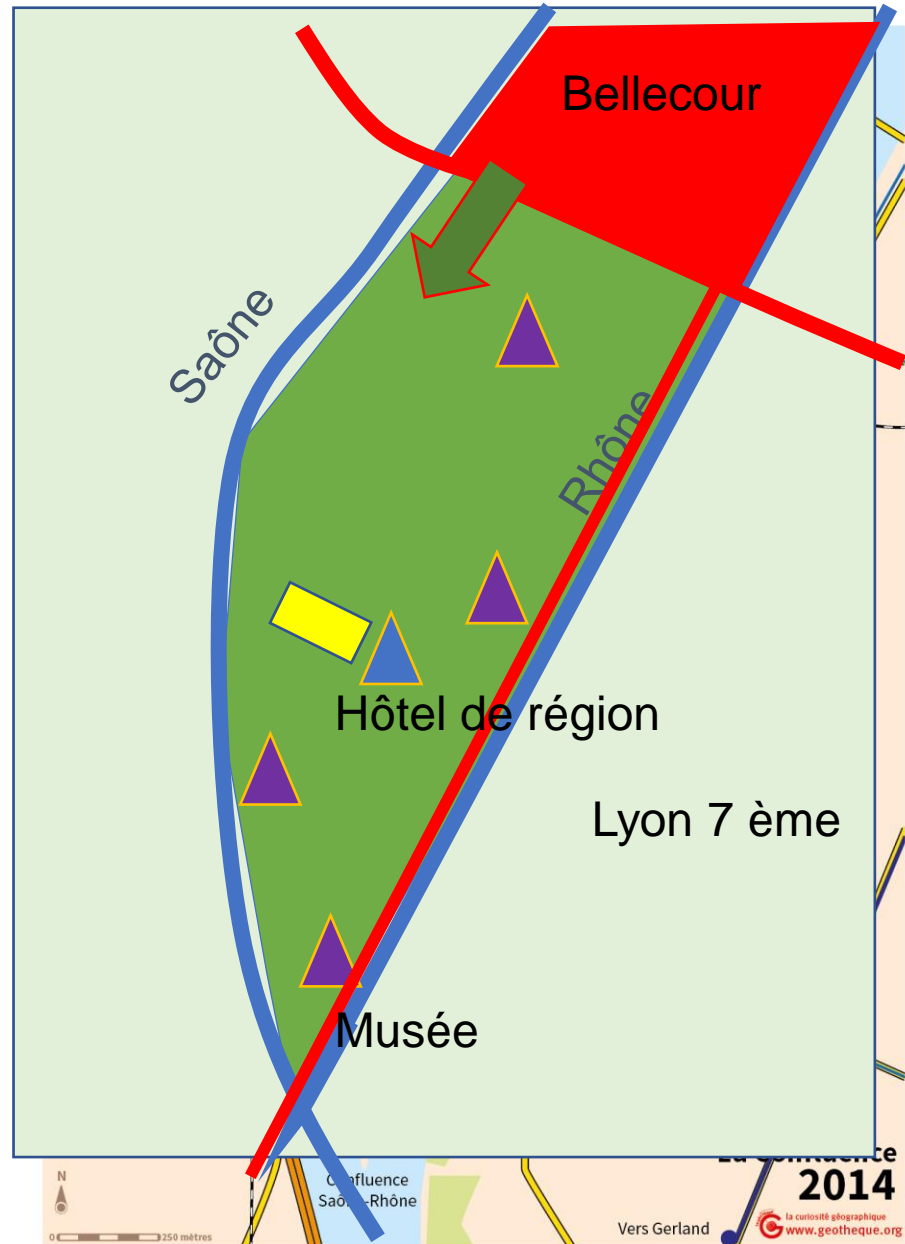 Bellecour
Saône
Rhône
Hôtel de région
Lyon 7 ème
Musée
2014
N
Saône-Rhône
0
250 mètres
Vers Gerland
la curiosité géographique
www.geotheque.org